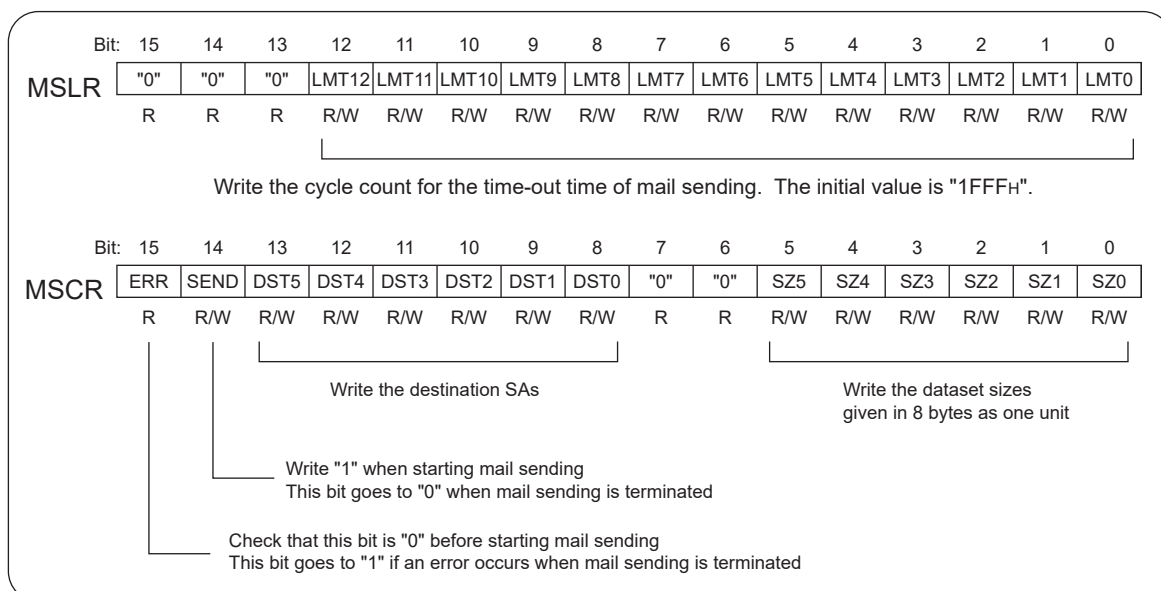 Bit: 15 14 13 12 11 10 9 8 7 6 5 4 3 2 1 0
MSLR "0" "0" "0" LMT12 LMT11 LMT10 LMT9 LMT8 LMT7 LMT6 LMT5 LMT4 LMT3 LMT2 LMT1 LMT0
R R R R/W R/W R/W R/W R/W R/W R/W R/W R/W R/W R/W R/W R/W
Write the cycle count for the time-out time of mail sending. The initial value is "1FFFH".
Bit: 15 14 13 12 11 10 9 8 7 6 5 4 3 2 1 0
MSCR ERR SEND DST5 DST4 DST3 DST2 DST1 DST0 "0" "0" SZ5 SZ4 SZ3 SZ2 SZ1 SZ0
R R/W R/W R/W R/W R/W R/W R/W R R R/W R/W R/W R/W R/W R/W
Write the destination SAs
Write the dataset sizes
given in 8 bytes as one unit
Write "1" when starting mail sending
This bit goes to "0" when mail sending is terminated
Check that this bit is "0" before starting mail sending
This bit goes to "1" if an error occurs when mail sending is terminated